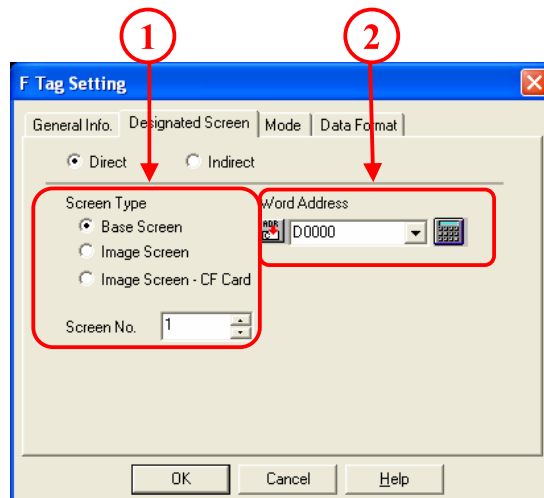 1 2
F Tag Setting
General Info. Designated Screen Mode Data Format
Direct Indirect
Screen Type Word Address
Base Screen D0000
Image Screen
Image Screen - CF Card
Screen No. 1
OK Cancel Help